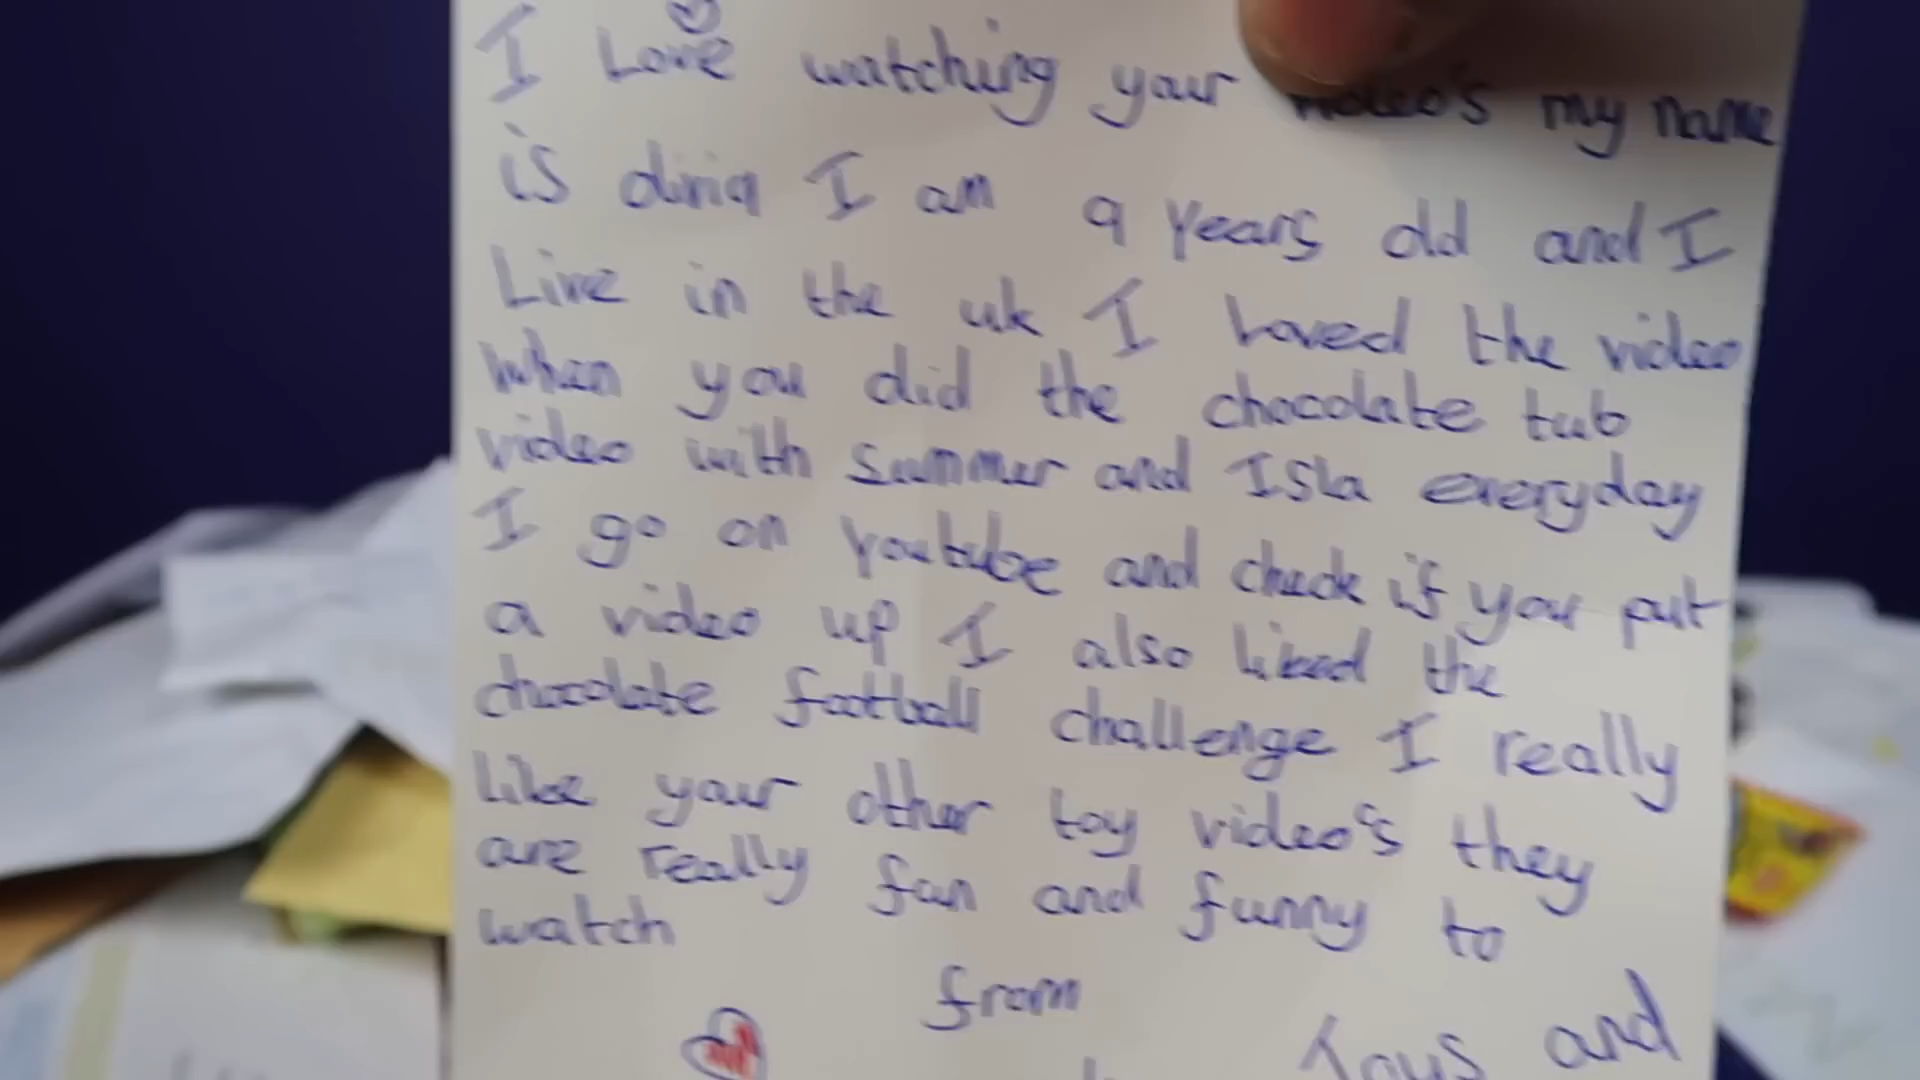 I Love watching your video's my name
is dinia I am 9 years old and I
Live in the uk I Loved the video
when you did the chocolate tub
video with summer and ISla everyday
I go on youtube and check if you put
a video up I also liked the
chocolate football challenge I really
like your other toy video's they
are really fun and funny to
watch
from
Toys and